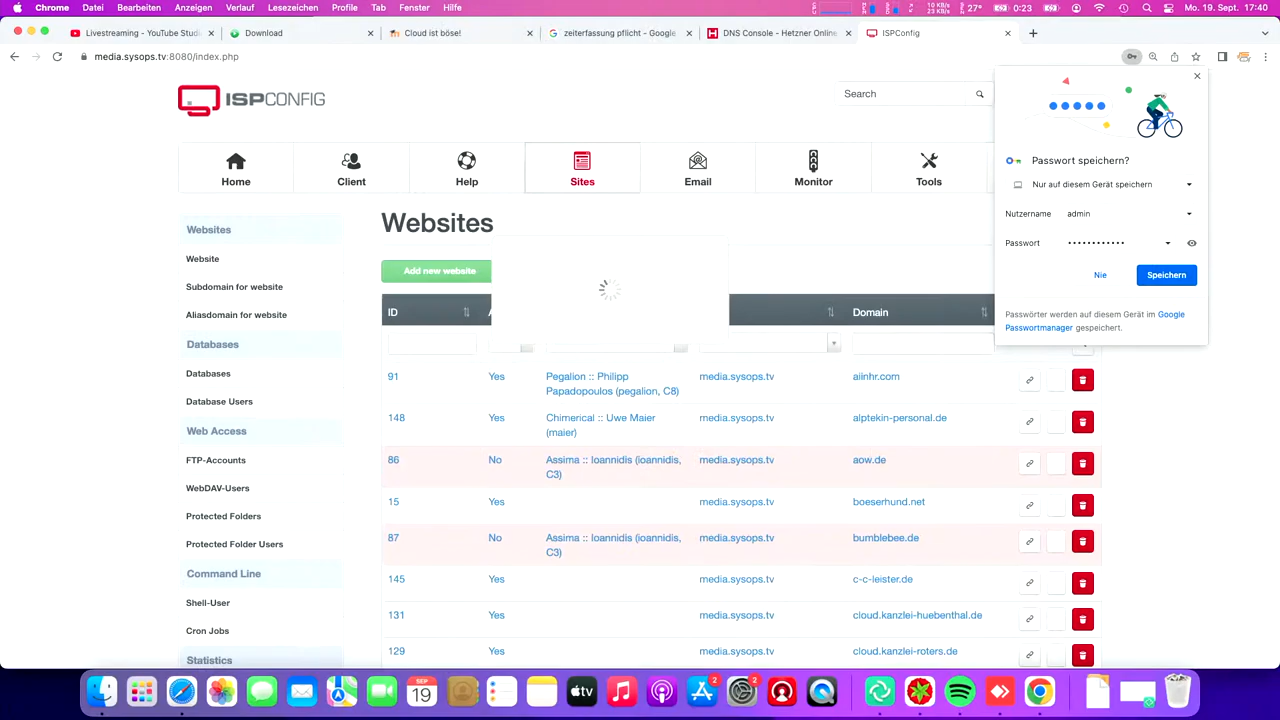 Chrome Datei Bearbeiten Anzeigen Verlauf Lesezeichen Profile Tab Fenster Hilfe
27° 0:23 Mo. 19. Sept. 17:40
Livestreaming - YouTube Stud
Download
Cloud ist böse!
zeiterfassung pflicht - Google
DNS Console - Hetzner Online
ISPConfig
media.sysops.tv:8080/index.php
ISPCONFIG
Search
Home
Client
Help
Sites
Email
Monitor
Tools
Passwort speichern?
Nur auf diesem Gerät speichern
Nutzername admin
Passwort ••••••••••••
Nie
Speichern
Passwörter werden auf diesem Gerät im Google
Passwortmanager gespeichert.
Websites
Website
Subdomain for website
Aliasdomain for website
Databases
Databases
Database Users
Web Access
FTP-Accounts
WebDAV-Users
Protected Folders
Protected Folder Users
Command Line
Shell-User
Cron Jobs
Statistics
Websites
Add new website
ID
Domain
91 Yes Pegalion :: Philipp media.sysops.tv aiinhr.com
Papadopoulos (pegalion, C8)
148 Yes Chimerical :: Uwe Maier media.sysops.tv alptekin-personal.de
(maier)
86 No Assima :: Ioannidis (ioannidis, media.sysops.tv aow.de
C3)
15 Yes media.sysops.tv boeserhund.net
87 No Assima :: Ioannidis (ioannidis, media.sysops.tv bumblebee.de
C3)
145 Yes media.sysops.tv c-c-leister.de
131 Yes media.sysops.tv cloud.kanzlei-huebenthal.de
129 Yes media.sysops.tv cloud.kanzlei-roters.de
SEP
19
tv
2
2